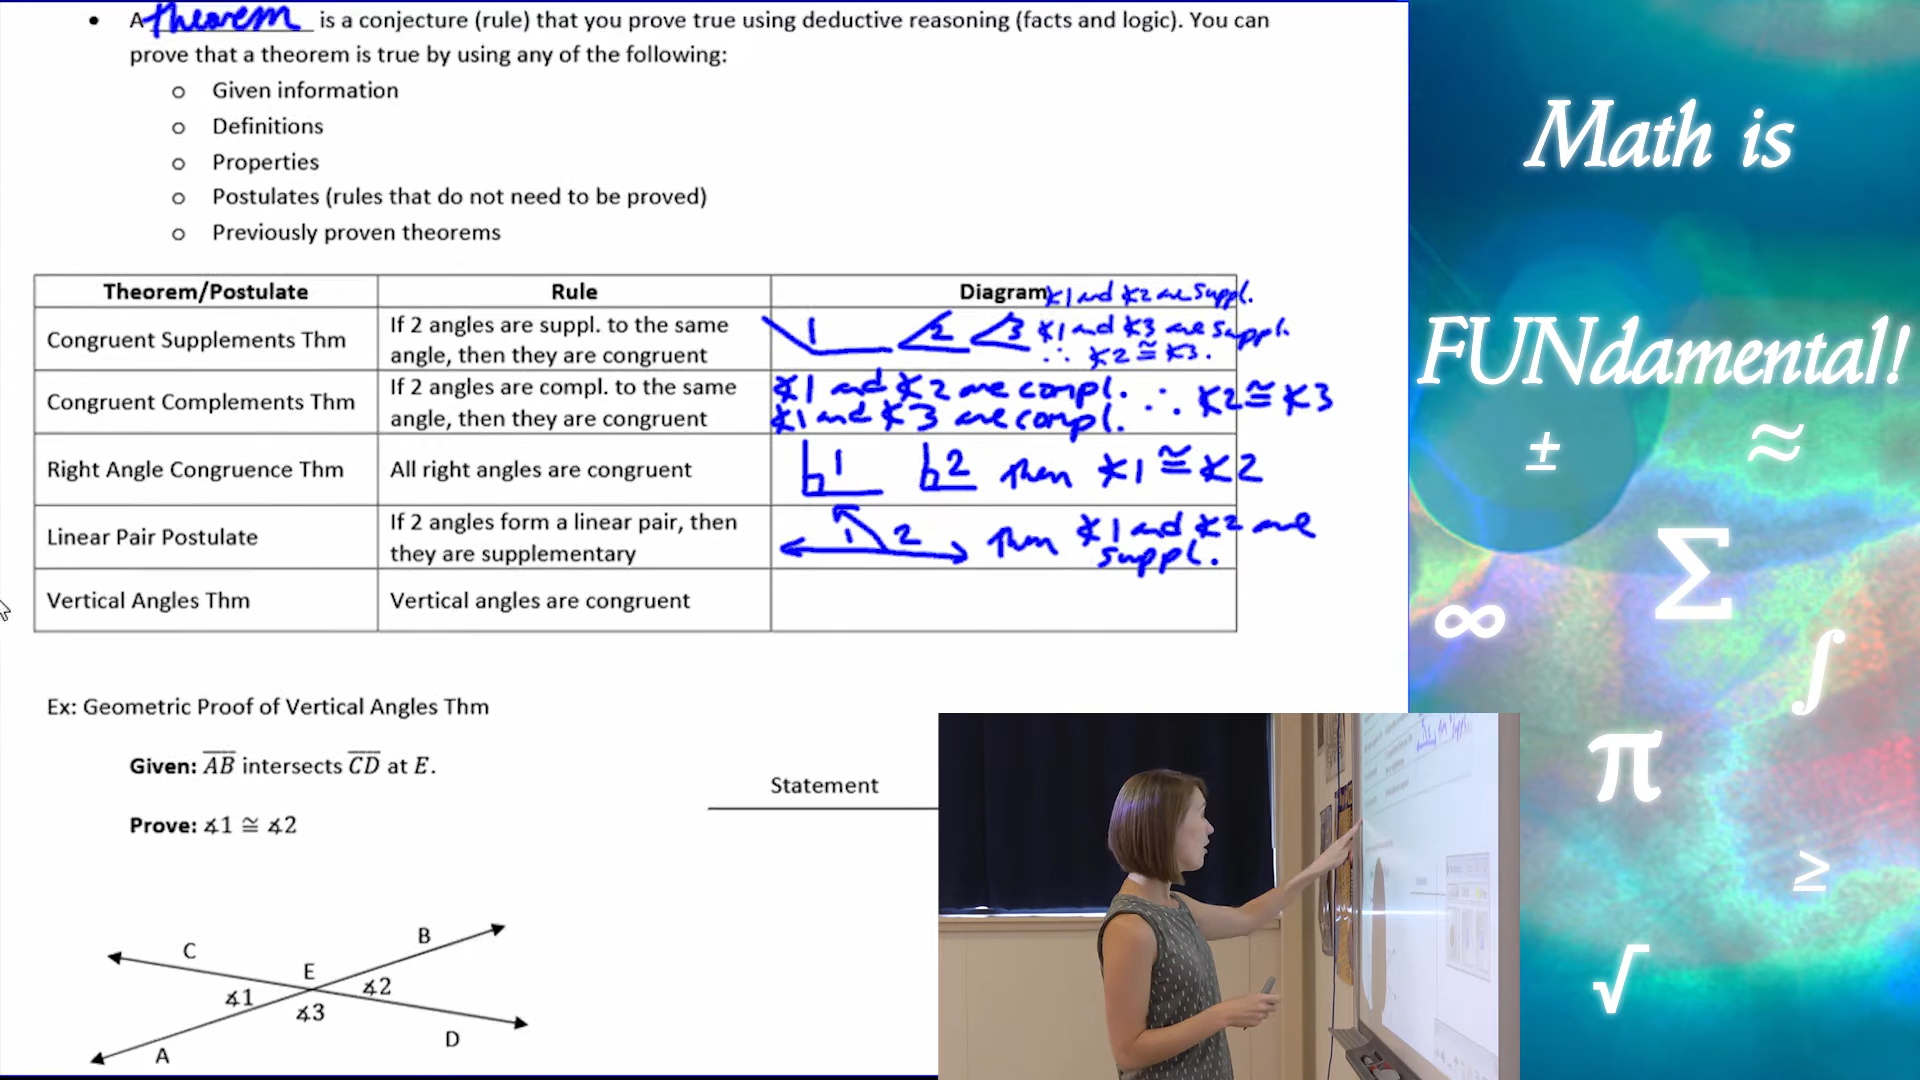 • A theorem is a conjecture (rule) that you prove true using deductive reasoning (facts and logic). You can
prove that a theorem is true by using any of the following:
o Given information
o Definitions
o Properties
o Postulates (rules that do not need to be proved)
o Previously proven theorems
Theorem/Postulate Rule Diagram
Congruent Supplements Thm
If 2 angles are suppl. to the same
angle, then they are congruent
1 2 3
∡1 and ∡2 are suppl.
∡1 and ∡3 are suppl.
∴ ∡2 ≅ ∡3.
Congruent Complements Thm
If 2 angles are compl. to the same
angle, then they are congruent
∡1 and ∡2 are compl.
∡1 and ∡3 are compl.
∴ ∡2 ≅ ∡3
Right Angle Congruence Thm
All right angles are congruent
1 2 Then ∡1 ≅ ∡2
Linear Pair Postulate
If 2 angles form a linear pair, then
they are supplementary
1 2 Then ∡1 and ∡2 are
suppl.
Vertical Angles Thm
Vertical angles are congruent
Ex: Geometric Proof of Vertical Angles Thm
Given: AB intersects CD at E.
Prove: ∡1 ≅ ∡2
Statement
C B
E
∡1 ∡2
∡3
A D
Math is
FUNdamental!
± ≈
Σ
∞
∫
π
≥
√